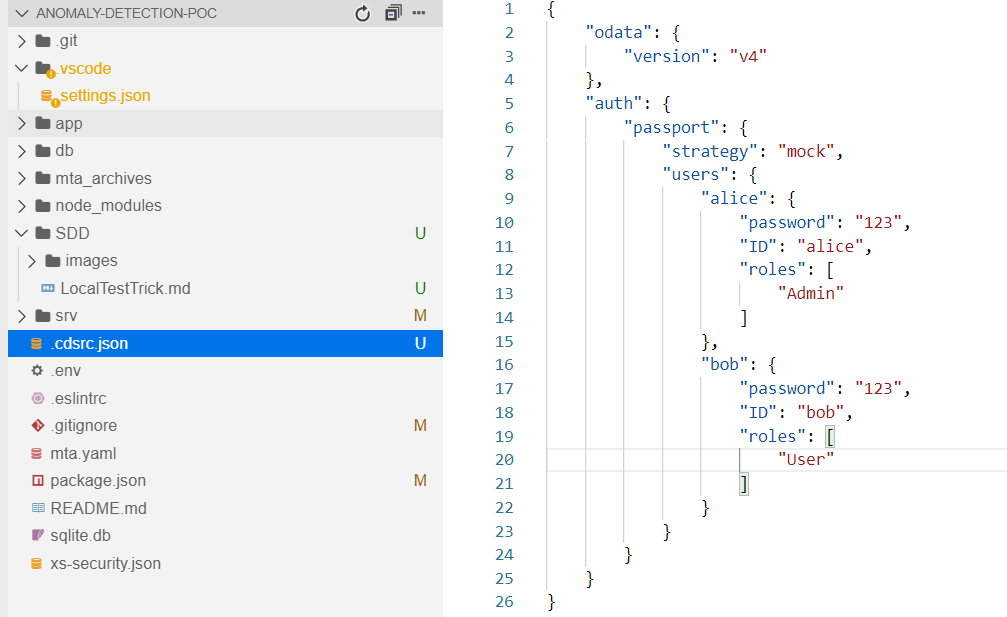 ANOMALY-DETECTION-POC
.git
.vscode
settings.json
app
db
mta_archives
node_modules
SDD U
images
LocalTestTrick.md U
srv M
.cdsrc.json U
.env
.eslintrc
.gitignore M
mta.yaml
package.json M
README.md
sqlite.db
xs-security.json
1 {
2 "odata": {
3 "version": "v4"
4 },
5 "auth": {
6 "passport": {
7 "strategy": "mock",
8 "users": {
9 "alice": {
10 "password": "123",
11 "ID": "alice",
12 "roles": [
13 "Admin"
14 ]
15 },
16 "bob": {
17 "password": "123",
18 "ID": "bob",
19 "roles": [
20 "User"
21 ]
22 }
23 }
24 }
25 }
26 }